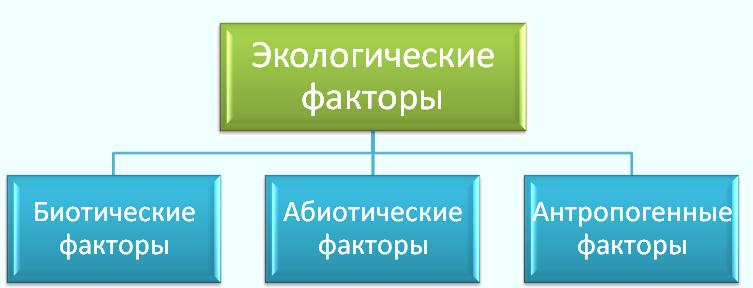 Экологические
факторы
Биотические
факторы
Абиотические
факторы
Антропогенные
факторы